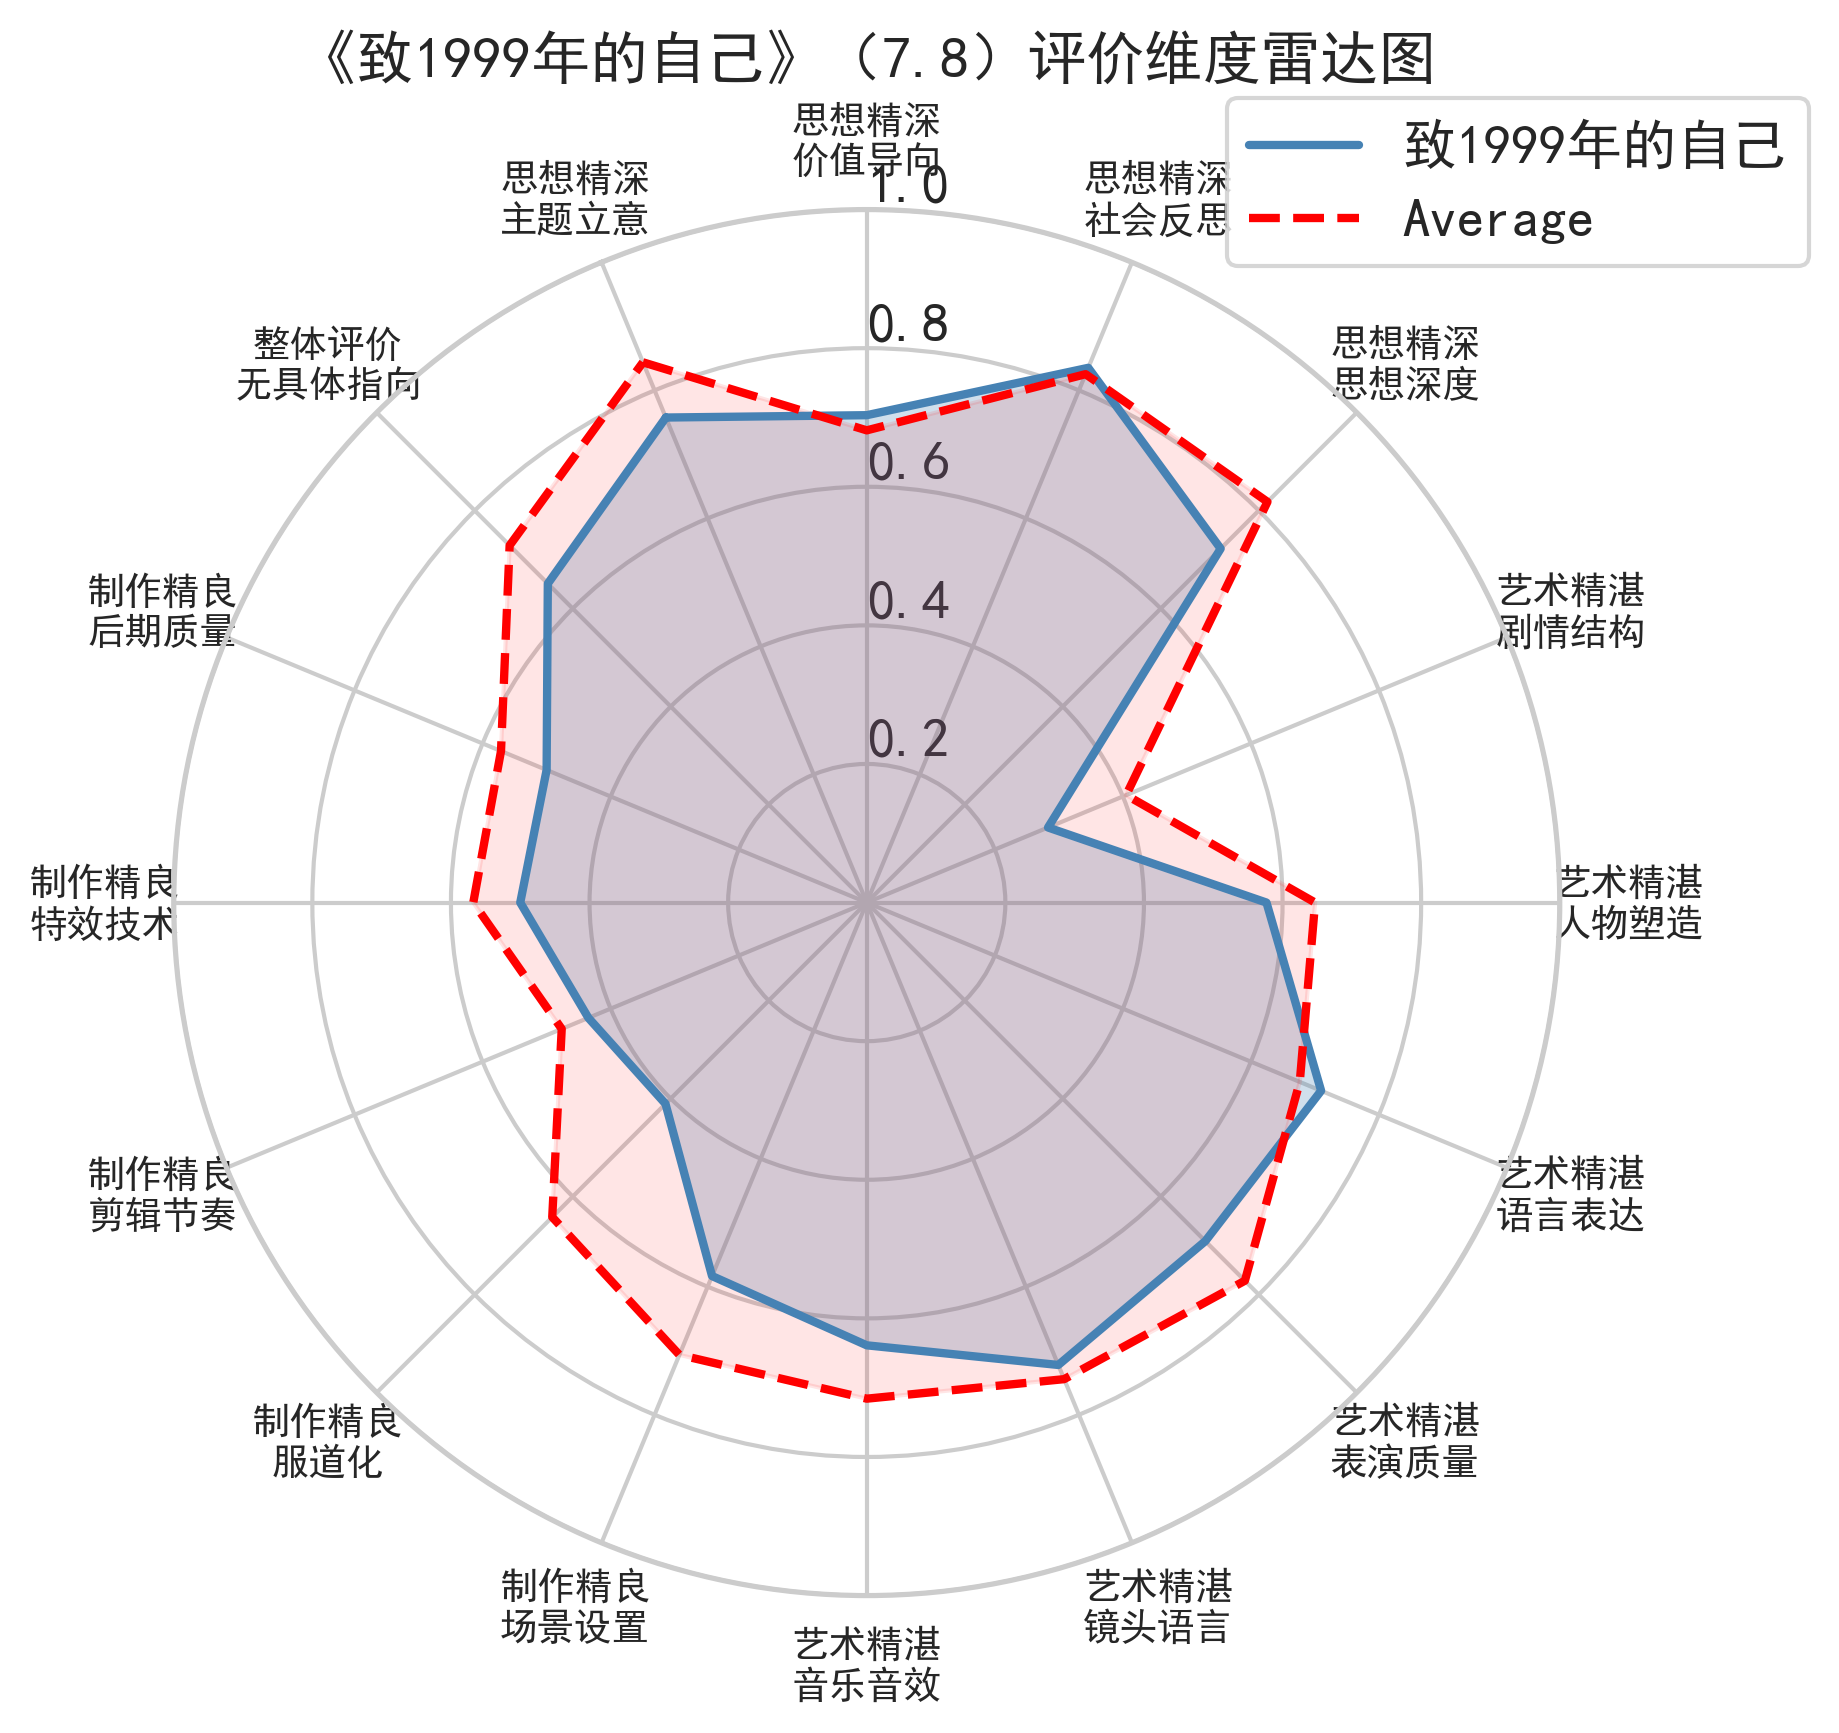 《致1999年的自己》（7.8）评价维度雷达图
致1999年的自己
Average
思想精深
价值导向
思想精深
社会反思
思想精深
思想深度
艺术精湛
剧情结构
艺术精湛
人物塑造
艺术精湛
语言表达
艺术精湛
表演质量
艺术精湛
镜头语言
艺术精湛
音乐音效
制作精良
场景设置
制作精良
服道化
制作精良
剪辑节奏
制作精良
特效技术
制作精良
后期质量
整体评价
无具体指向
思想精深
主题立意
1.0
0.8
0.6
0.4
0.2